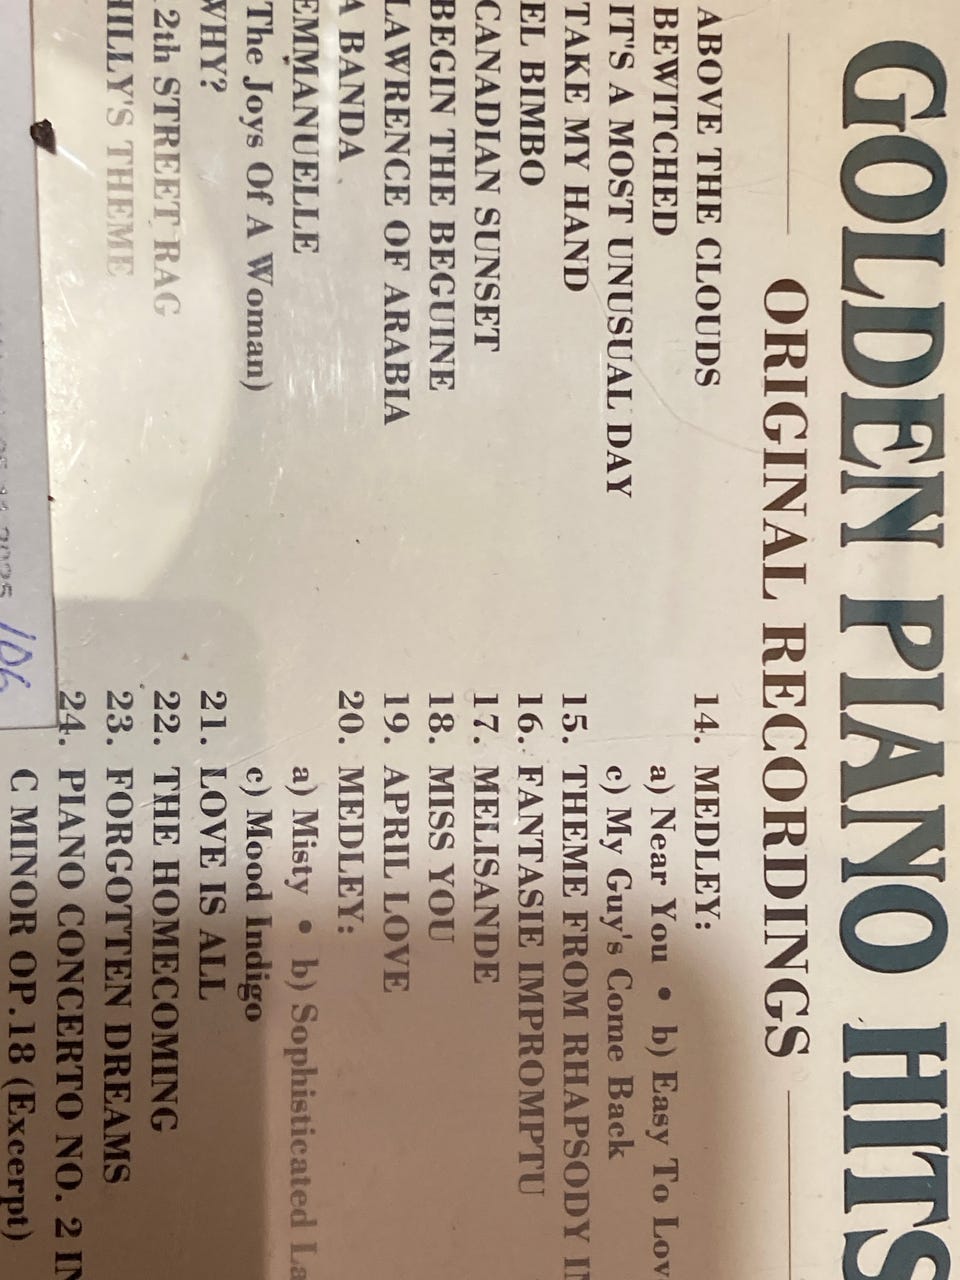 GOLDEN PIANO HITS
ORIGINAL RECORDINGS
ABOVE THE CLOUDS
BEWITCHED
IT'S A MOST UNUSUAL DAY
TAKE MY HAND
EL BIMBO
CANADIAN SUNSET
BEGIN THE BEGUINE
LAWRENCE OF ARABIA
A BANDA
EMMANUELLE
The Joys Of A Woman)
WHY?
2th STREET RAG
HILLY'S THEME
14. MEDLEY:
a) Near You • b) Easy To Lov
c) My Guy's Come Back
15. THEME FROM RHAPSODY IN
16. FANTASIE IMPROMPTU
17. MELISANDE
18. MISS YOU
19. APRIL LOVE
20. MEDLEY:
a) Misty • b) Sophisticated La
c) Mood Indigo
21. LOVE IS ALL
22. THE HOMECOMING
23. FORGOTTEN DREAMS
24. PIANO CONCERTO NO. 2 IN
C MINOR OP.18 (Excerpt)
106